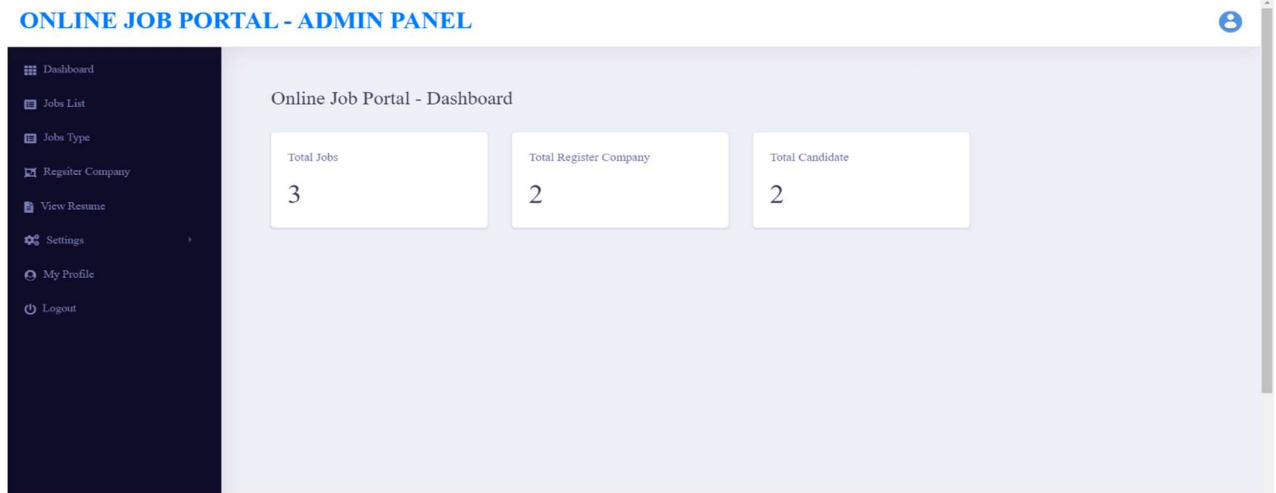 ONLINE JOB PORTAL - ADMIN PANEL
Dashboard
Jobs List
Jobs Type
Regsiter Company
View Resume
Settings
My Profile
Logout
Online Job Portal - Dashboard
Total Jobs
3
Total Register Company
2
Total Candidate
2